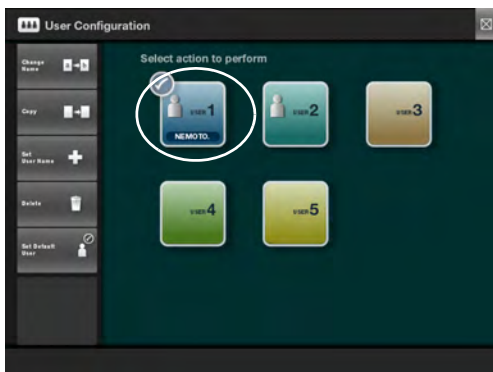 User Configuration
Select action to perform
Change
Name
a
b
Copy
Set
User Name
Delete
Set Default
User
USER 1
NEMOTO.
USER 2
USER 3
USER 4
USER 5